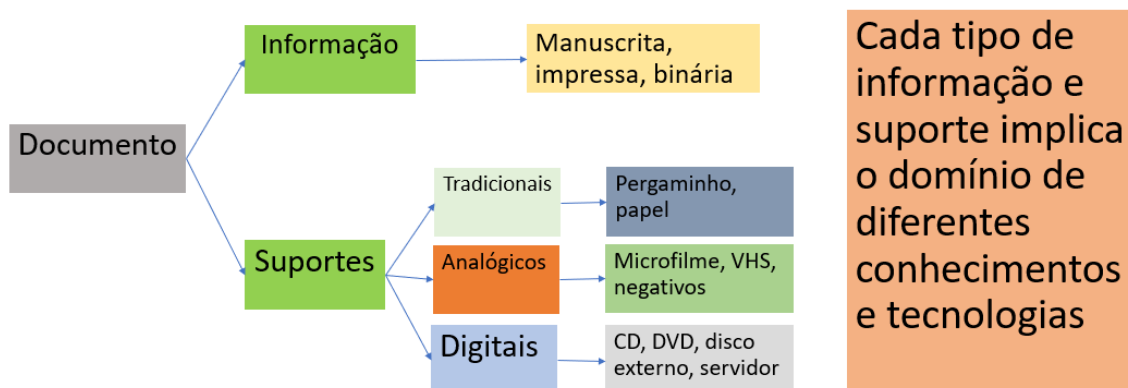 Documento
Informação
Manuscrita,
impressa, binária
Suportes
Tradicionais
Pergaminho,
papel
Analógicos
Microfilme, VHS,
negativos
Digitais
CD, DVD, disco
externo, servidor
Cada tipo de
informação e
suporte implica
o domínio de
diferentes
conhecimentos
e tecnologias